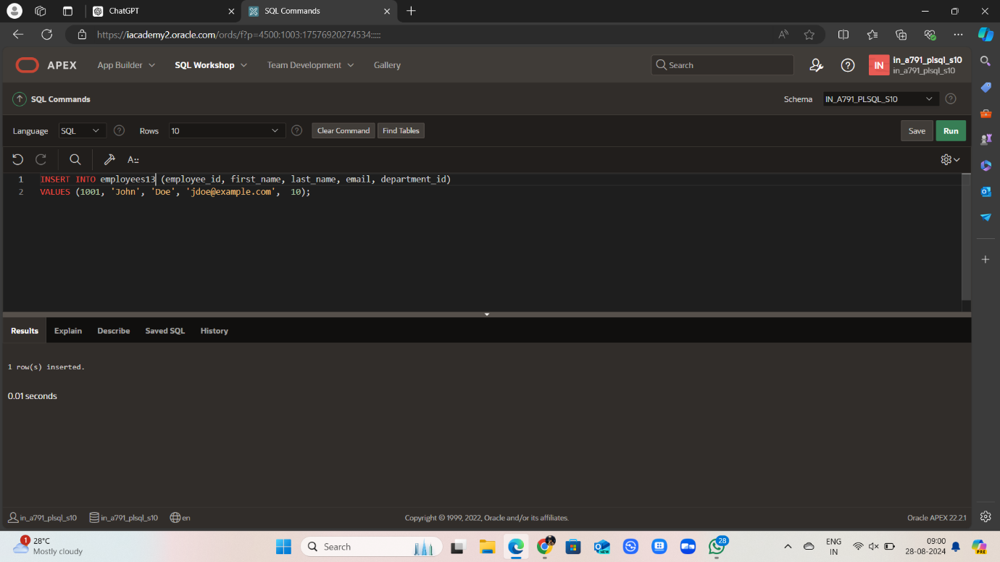 ChatGPT
SQL Commands
https://iacademy2.oracle.com/ords/f?p=4500:1003:17576920274534:::::
APEX App Builder SQL Workshop Team Development Gallery
Search
IN in_a791_plsql_s10
in_a791_plsql_s10
SQL Commands
Schema IN_A791_PLSQL_S10
Language SQL Rows 10 Clear Command Find Tables Save Run
1 INSERT INTO employees13 (employee_id, first_name, last_name, email, department_id)
2 VALUES (1001, 'John', 'Doe', 'jdoe@example.com',  10);
Results Explain Describe Saved SQL History
1 row(s) inserted.
0.01 seconds
in_a791_plsql_s10 in_a791_plsql_s10 en
Copyright © 1999, 2022, Oracle and/or its affiliates.
Oracle APEX 22.2.1
1
28°C
Mostly cloudy
Search
NEW
28
ENG
IN
09:00
28-08-2024
PRE